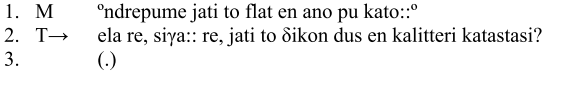 1. M ºndrepume jati to flat en ano pu kato::º
2. T→ ela re, siγa:: re, jati to δikon dus en kalitteri katastasi?
3. (.)